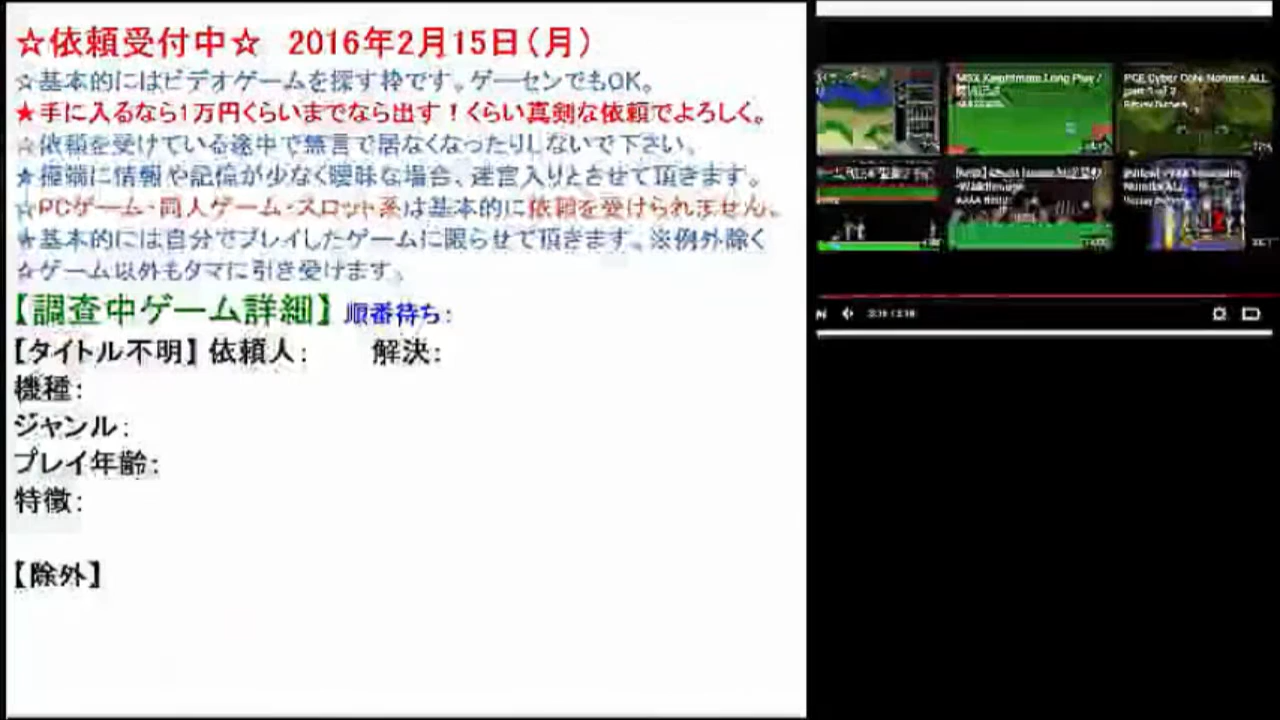 ☆依頼受付中☆ 2016年2月15日(月)
☆基本的にはビデオゲームを探す枠です。ゲーセンでもOK。
★手に入るなら1万円くらいまでなら出す!くらい真剣な依頼でよろしく。
☆依頼を受けている途中で無言で居なくなったりしないで下さい。
★極端に情報や記憶が少なく曖昧な場合、迷宮入りとさせて頂きます。
☆PCゲーム・同人ゲーム・スロット系は基本的に依頼を受けられません。
★基本的には自分でプレイしたゲームに限らせて頂きます。※例外除く
☆ゲーム以外もタマに引き受けます。
【調査中ゲーム詳細】 順番待ち:
【タイトル不明】 依頼人: 解決:
機種:
ジャンル:
プレイ年齢:
特徴:
【除外】
MSX Knightmare Long Play /
PCE Cyber Core Nomiss ALL
part 1 of 2